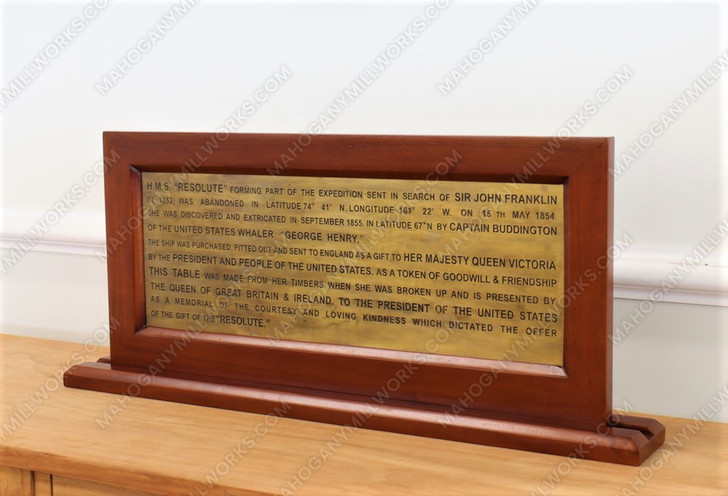 H.M.S. "RESOLUTE" FORMING PART OF THE EXPEDITION SENT IN SEARCH OF SIR JOHN FRANKLIN
IN 1852, WAS ABANDONED IN LATITUDE 74° 41' N. LONGITUDE 101° 22' W. ON 15 TH MAY 1854.
SHE WAS DISCOVERED AND EXTRICATED IN SEPTEMBER 1855, IN LATITUDE 67° N. BY CAPTAIN BUDDINGTON
OF THE UNITED STATES WHALER "GEORGE HENRY."
THE SHIP WAS PURCHASED, FITTED OUT AND SENT TO ENGLAND AS A GIFT TO HER MAJESTY QUEEN VICTORIA
BY THE PRESIDENT AND PEOPLE OF THE UNITED STATES. AS A TOKEN OF GOODWILL & FRIENDSHIP
THIS TABLE WAS MADE FROM HER TIMBERS WHEN SHE WAS BROKEN UP AND IS PRESENTED BY
THE QUEEN OF GREAT BRITAIN & IRELAND, TO THE PRESIDENT OF THE UNITED STATES
AS A MEMORIAL OF THE COURTESY AND LOVING KINDNESS WHICH DICTATED THE OFFER
OF THE GIFT OF THE "RESOLUTE."
MAHOGANYMILLWORKS.COM